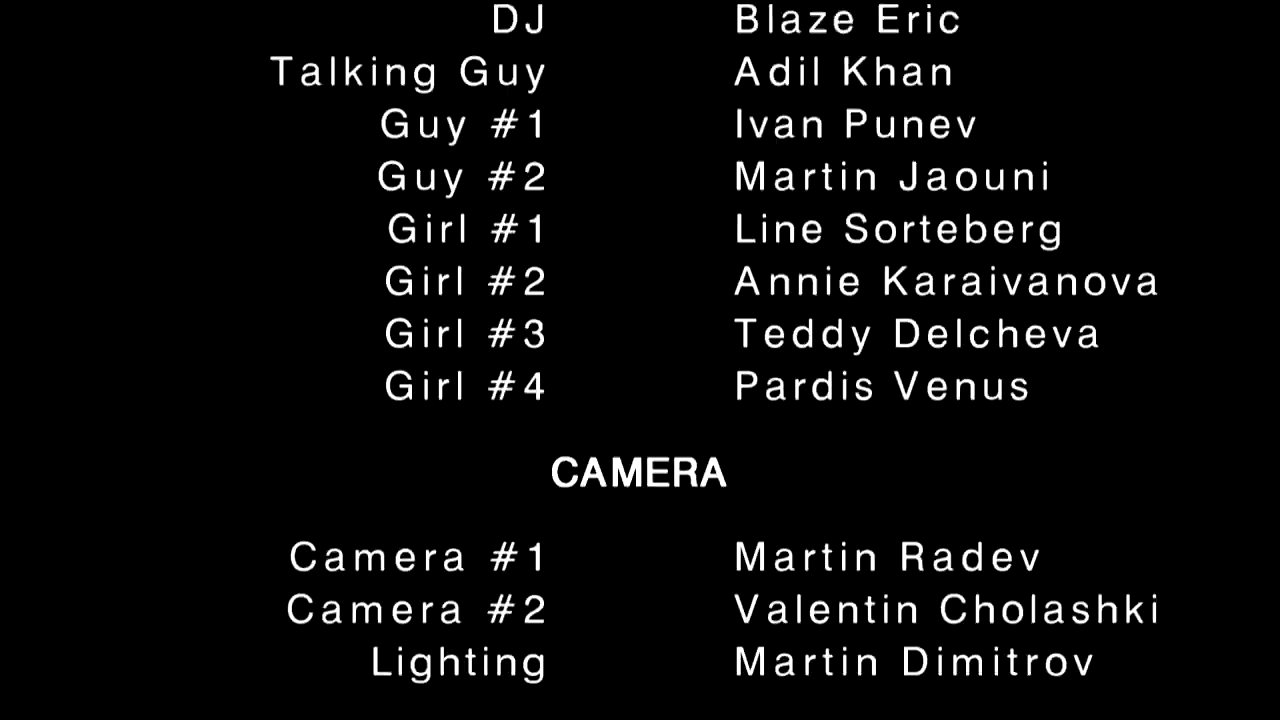 DJ Blaze Eric
Talking Guy Adil Khan
Guy #1 Ivan Punev
Guy #2 Martin Jaouni
Girl #1 Line Sorteberg
Girl #2 Annie Karaivanova
Girl #3 Teddy Delcheva
Girl #4 Pardis Venus
CAMERA
Camera #1 Martin Radev
Camera #2 Valentin Cholashki
Lighting Martin Dimitrov